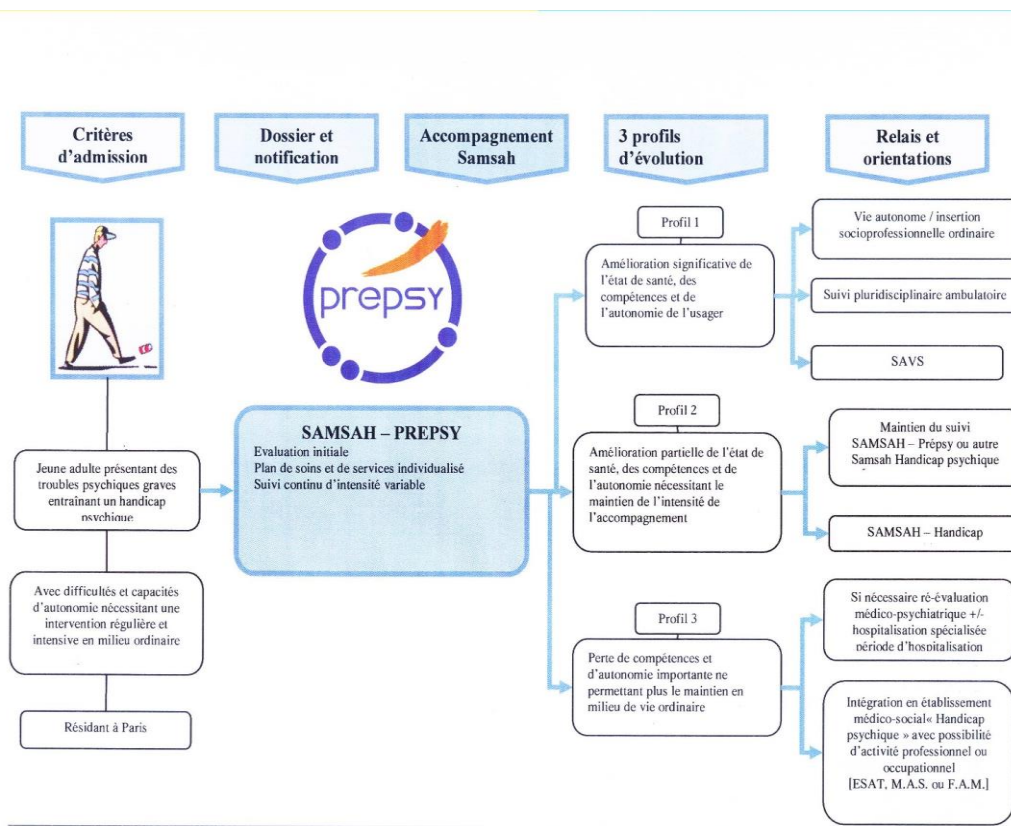 Critères
d'admission
Dossier et
notification
Accompagnement
Samsah
3 profils
d'évolution
Relais et
orientations
prepsy
Jeune adulte présentant des
troubles psychiques graves
entraînant un handicap
psychique
Avec difficultés et capacités
d'autonomie nécessitant une
intervention régulière et
intensive en milieu ordinaire
Résidant à Paris
SAMSAH – PREPSY
Evaluation initiale
Plan de soins et de services individualisé
Suivi continu d'intensité variable
Profil 1
Amélioration significative de
l'état de santé, des
compétences et de
l'autonomie de l'usager
Vie autonome / insertion
socioprofessionnelle ordinaire
Suivi pluridisciplinaire ambulatoire
SAVS
Profil 2
Amélioration partielle de l'état de
santé, des compétences et de
l'autonomie nécessitant le
maintien de l'intensité de
l'accompagnement
Maintien du suivi
SAMSAH – Prépsy ou autre
Samsah Handicap psychique
SAMSAH – Handicap
Profil 3
Perte de compétences et
d'autonomie importante ne
permettant plus le maintien en
milieu de vie ordinaire
Si nécessaire ré-évaluation
médico-psychiatrique +/-
hospitalisation spécialisée
période d'hospitalisation
Intégration en établissement
médico-social« Handicap
psychique » avec possibilité
d'activité professionnel ou
occupationnel
[ESAT, M.A.S. ou F.A.M.]